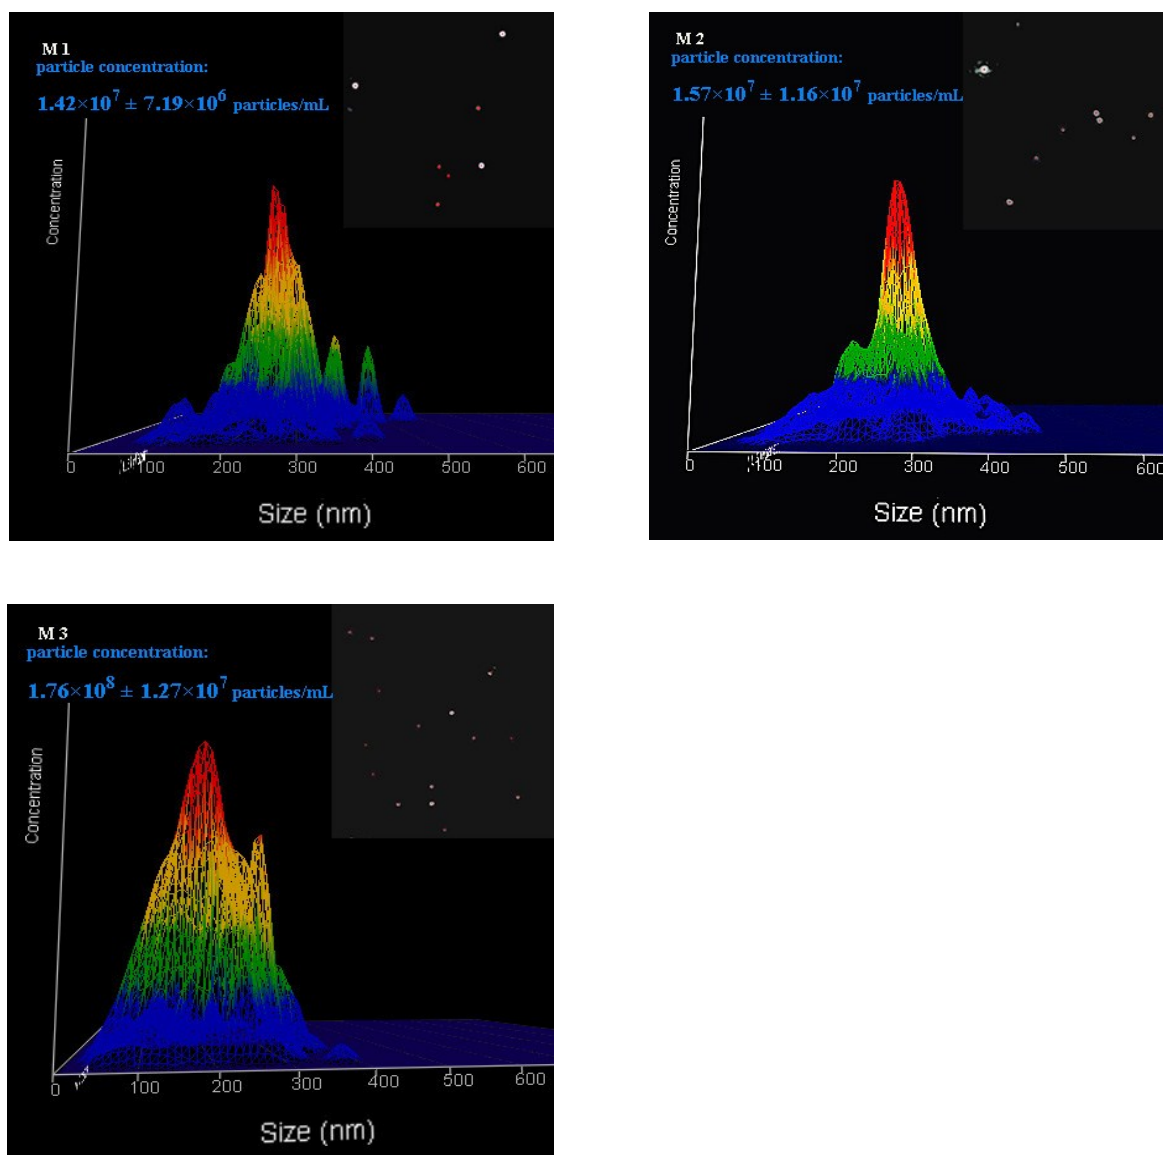 M 1
particle concentration:
1.42×10⁷ ± 7.19×10⁶ particles/mL
Concentration
0 100 200 300 400 500 600
Size (nm)
M 2
particle concentration:
1.57×10⁷ ± 1.16×10⁷ particles/mL
Concentration
0 100 200 300 400 500 600
Size (nm)
M 3
particle concentration:
1.76×10⁸ ± 1.27×10⁷ particles/mL
Concentration
0 100 200 300 400 500 600
Size (nm)